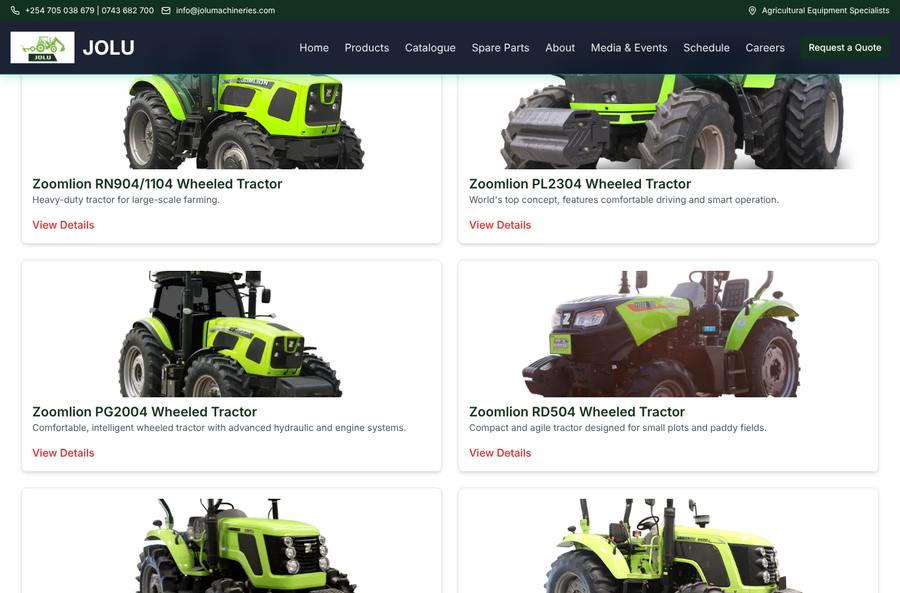 +254 705 038 679 | 0743 682 700
info@jolumachineries.com
Agricultural Equipment Specialists
JOLU
JOLU
Home
Products
Catalogue
Spare Parts
About
Media & Events
Schedule
Careers
Request a Quote
Zoomlion RN904/1104 Wheeled Tractor
Heavy-duty tractor for large-scale farming.
View Details
Zoomlion PL2304 Wheeled Tractor
World's top concept, features comfortable driving and smart operation.
View Details
Zoomlion PG2004 Wheeled Tractor
Comfortable, intelligent wheeled tractor with advanced hydraulic and engine systems.
View Details
Zoomlion RD504 Wheeled Tractor
Compact and agile tractor designed for small plots and paddy fields.
View Details